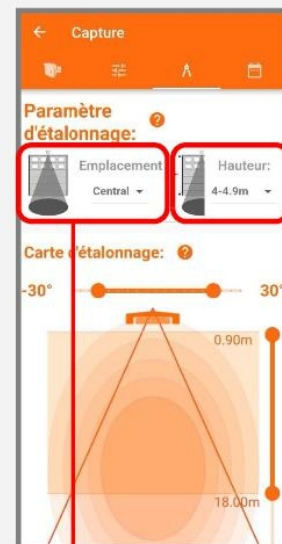 Capture
Paramètre
d'étalonnage:
Emplacement
Central
Hauteur:
4-4.9m
Carte d'étalonnage:
-30°
30°
0.90m
18.00m